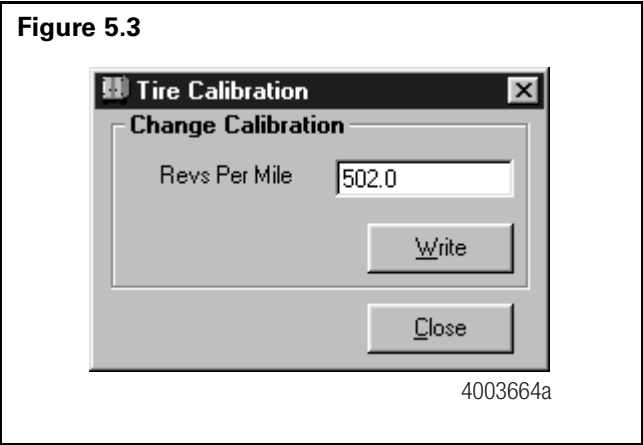 Figure 5.3
Tire Calibration
Change Calibration
Revs Per Mile 502.0
Write
Close
4003664a